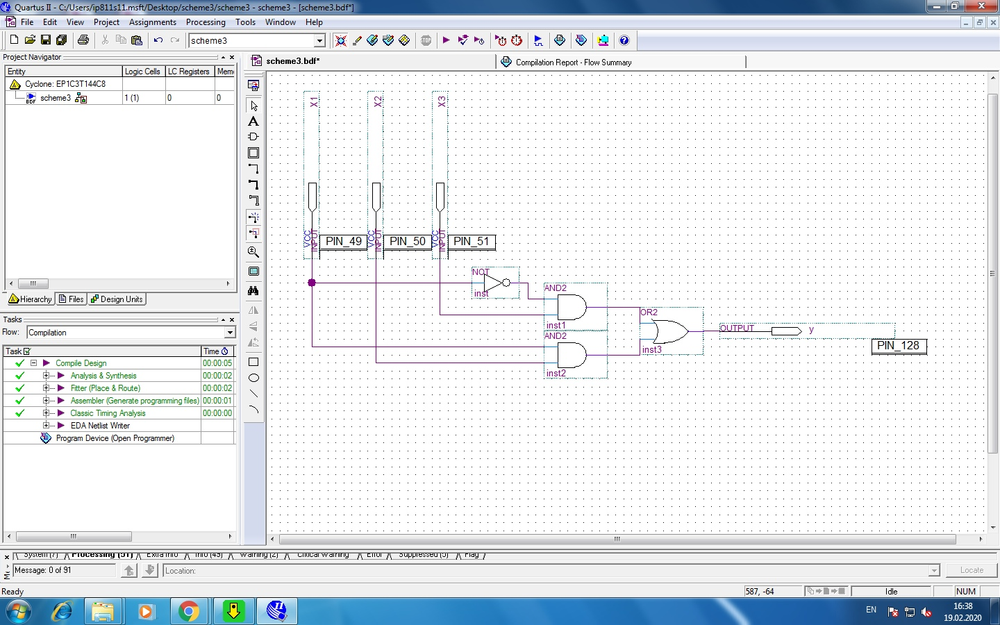 Quartus II - C:/Users/ip811s11.msft/Desktop/scheme3/scheme3 - scheme3 - [scheme3.bdf*]
File Edit View Project Assignments Processing Tools Window Help
scheme3
STOP
Project Navigator
Entity Logic Cells LC Registers Mem
Cyclone: EP1C3T144C8
BDF scheme3 1 (1) 0 0
Hierarchy Files Design Units
Tasks
Flow: Compilation
Task Time
Compile Design 00:00:05
Analysis & Synthesis 00:00:02
Fitter (Place & Route) 00:00:02
Assembler (Generate programming files) 00:00:01
Classic Timing Analysis 00:00:00
EDA Netlist Writer
Program Device (Open Programmer)
scheme3.bdf*
Compilation Report - Flow Summary
X1 X2 X3
VCC INPUT PIN_49 VCC INPUT PIN_50 VCC INPUT PIN_51
NOT
inst
AND2
inst1
AND2
inst2
OR2
inst3
OUTPUT y
PIN_128
System (7) Processing (51) Extra Info Info (49) Warning (2) Critical Warning Error Suppressed (5) Flag
Message: 0 of 91 Location: Locate
Ready 587, -64 Idle NUM
EN 16:38
19.02.2020